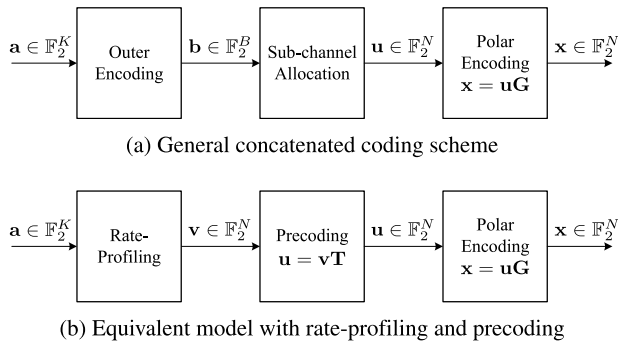 a ∈ 𝔽₂ᴷ
Outer
Encoding
b ∈ 𝔽₂ᴮ
Sub-channel
Allocation
u ∈ 𝔽₂ᴺ
Polar
Encoding
x = uG
x ∈ 𝔽₂ᴺ
(a) General concatenated coding scheme
a ∈ 𝔽₂ᴷ
Rate-
Profiling
v ∈ 𝔽₂ᴺ
Precoding
u = vT
u ∈ 𝔽₂ᴺ
Polar
Encoding
x = uG
x ∈ 𝔽₂ᴺ
(b) Equivalent model with rate-profiling and precoding